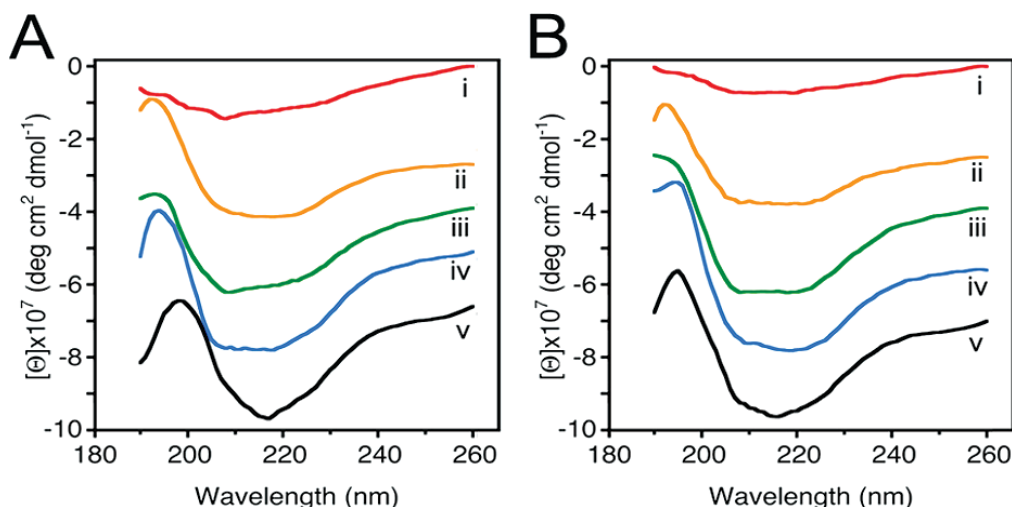 A
[Θ]x10⁷ (deg cm² dmol⁻¹)
0
-2
-4
-6
-8
-10
i
ii
iii
iv
v
180 200 220 240 260
Wavelength (nm)
B
[Θ]x10⁷ (deg cm² dmol⁻¹)
0
-2
-4
-6
-8
-10
i
ii
iii
iv
v
180 200 220 240 260
Wavelength (nm)